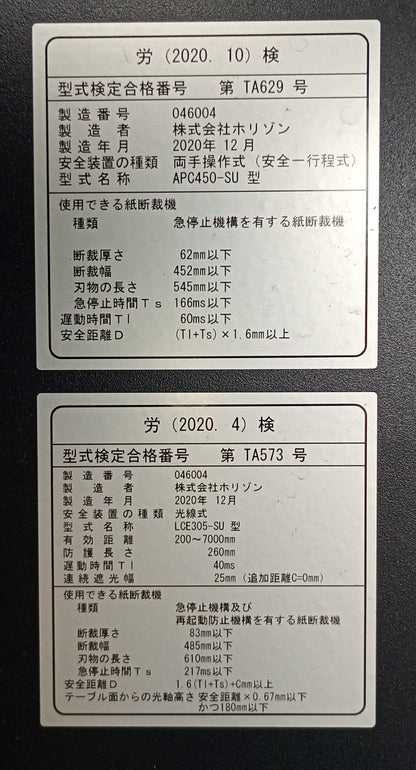 労 (2020. 10) 検
型式検定合格番号 第 TA629 号
製造番号 046004
製造者 株式会社ホリゾン
製造年月 2020年 12月
安全装置の種類 両手操作式 (安全一行程式)
型式名称 APC450-SU 型
使用できる紙断裁機
種類 急停止機構を有する紙断裁機
断裁厚さ 62mm以下
断裁幅 452mm以下
刃物の長さ 545mm以下
急停止時間Ts 166ms以下
遅動時間Tl 60ms以下
安全距離D (Tl+Ts)×1.6mm以上
労 (2020. 4) 検
型式検定合格番号 第 TA573 号
製造番号 046004
製造者 株式会社ホリゾン
製造年月 2020年 12月
安全装置の種類 光線式
型式名称 LCE305-SU 型
有効距離 200〜7000mm
防護長さ 260mm
遅動時間Tl 40ms
連続遮光幅 25mm (追加距離C=0mm)
使用できる紙断裁機
種類 急停止機構及び
再起動防止機構を有する紙断裁機
断裁厚さ 83mm以下
断裁幅 485mm以下
刃物の長さ 610mm以下
急停止時間Ts 217ms以下
安全距離D 1.6(Tl+Ts)+Cmm以上
テーブル面からの光軸高さ 安全距離×0.67mm以下
かつ180mm以下